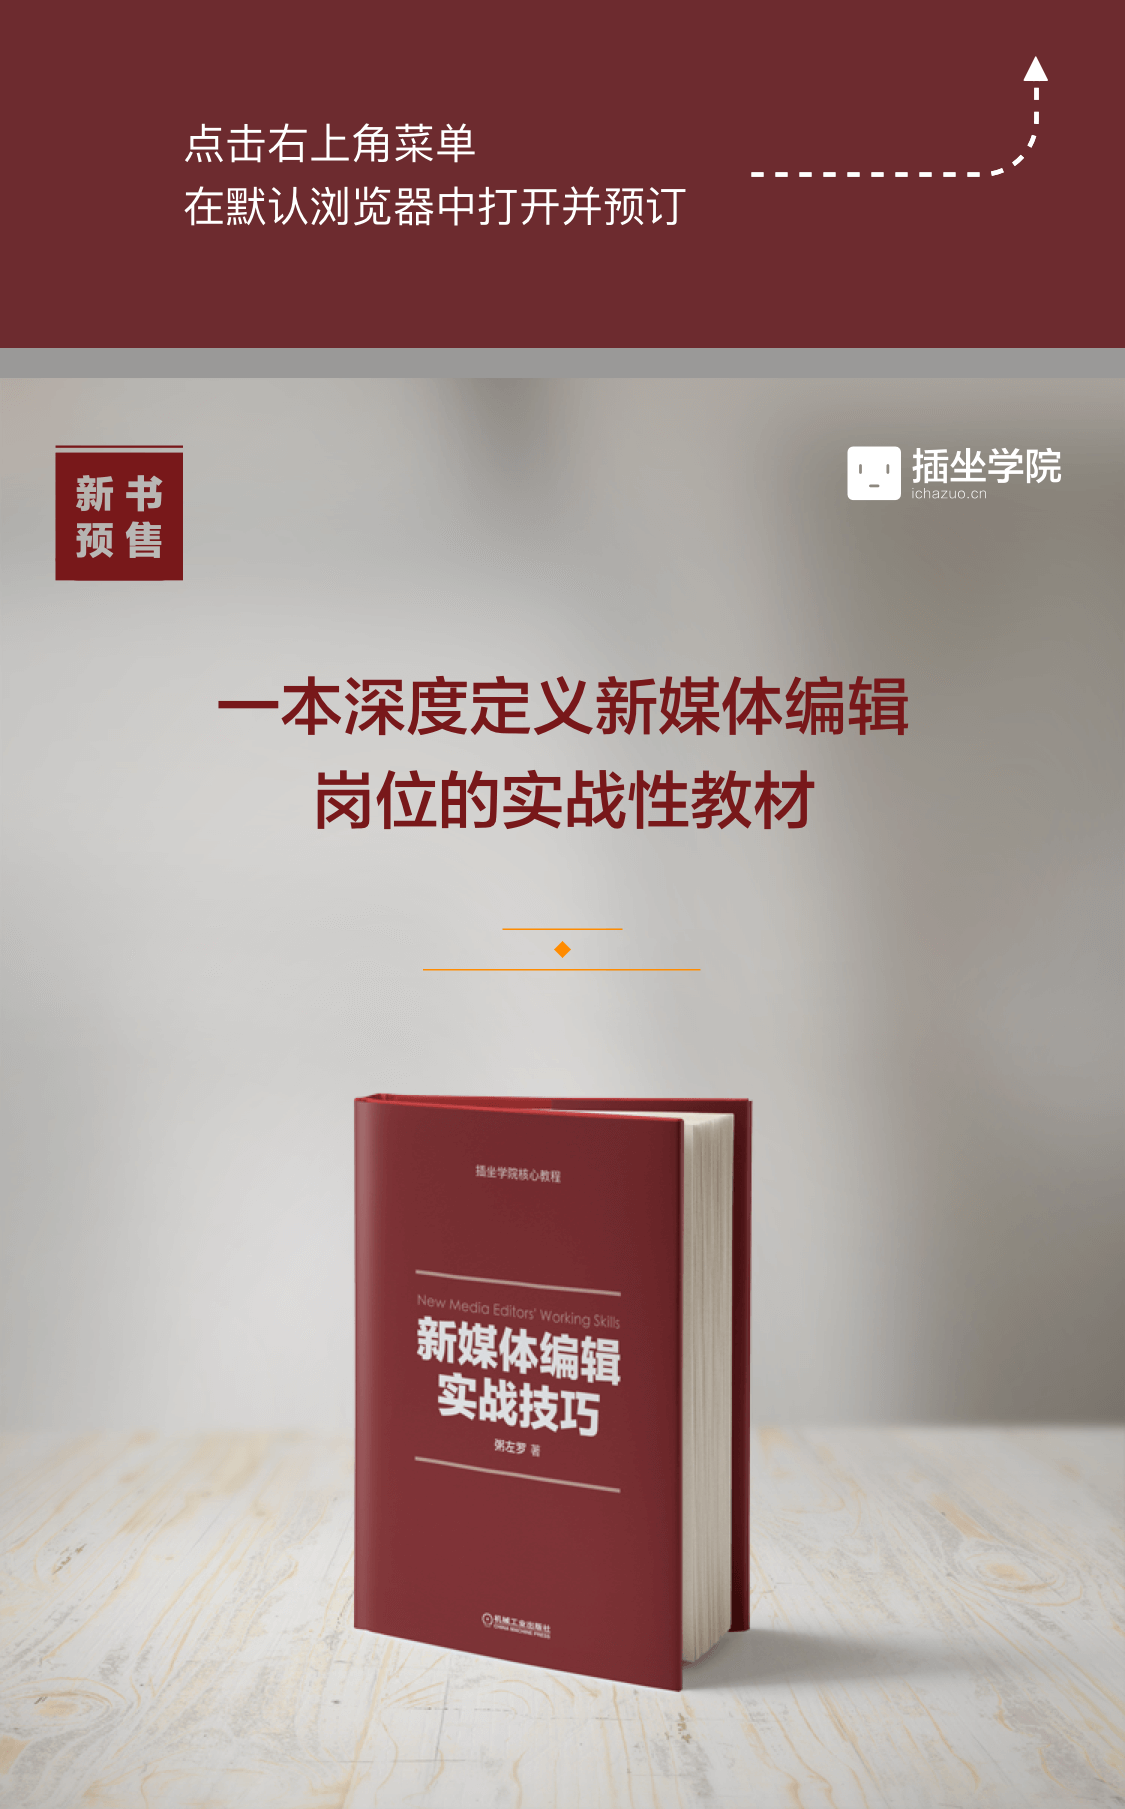 点击右上角菜单
在默认浏览器中打开并预订
新书
预售
插坐学院
ichazuo.cn
一本深度定义新媒体编辑
岗位的实战性教材
插坐学院核心教程
New Media Editors' Working Skills
新媒体编辑
实战技巧
粥左罗 著
机械工业出版社
CHINA MACHINE PRESS